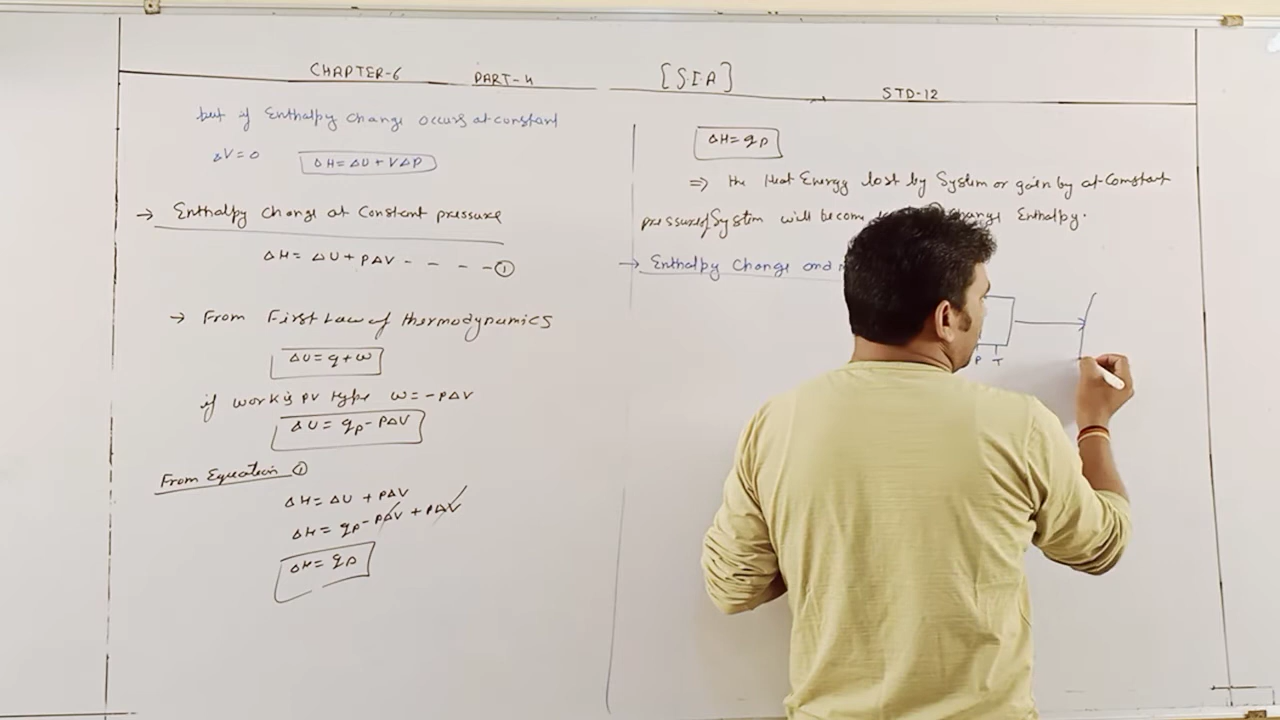 CHAPTER-6 PART-4 [S.I.A] STD-12
but if Enthalpy change occurs at constant
ΔV=0 ΔH=ΔU+VΔP
→ Enthalpy Change at Constant pressure
ΔH= ΔU+PΔV - - - - ①
→ From First Law of thermodynamics
ΔU=q+w
if work is PV type w=-PΔV
ΔU=qp-PΔV
From Equation ①
ΔH=ΔU+PΔV
ΔH=qp-PΔV+PΔV
ΔH=qp
ΔH=qp
⇒ the Heat Energy lost by System or gain by at Constant
pressure of System will become change Enthalpy.
→ Enthalpy Change and
P T